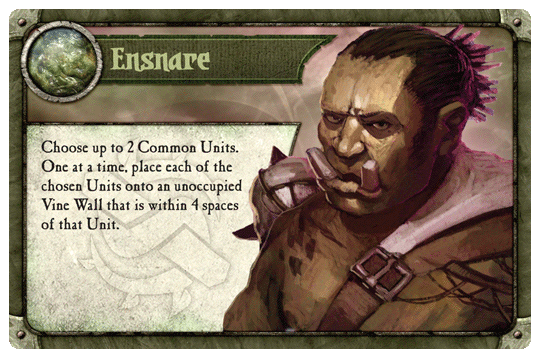 Ensnare
Choose up to 2 Common Units.
One at a time, place each of the
chosen Units onto an unoccupied
Vine Wall that is within 4 spaces
of that Unit.